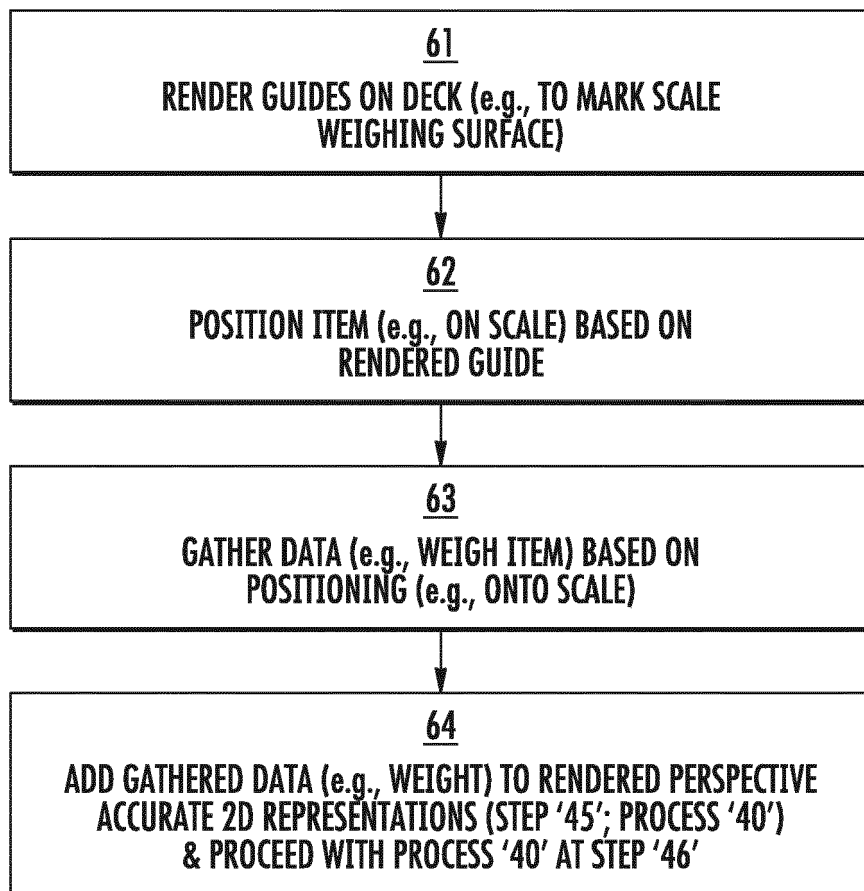 61
RENDER GUIDES ON DECK (e.g., TO MARK SCALE
WEIGHING SURFACE)
62
POSITION ITEM (e.g., ON SCALE) BASED ON
RENDERED GUIDE
63
GATHER DATA (e.g., WEIGH ITEM) BASED ON
POSITIONING (e.g., ONTO SCALE)
64
ADD GATHERED DATA (e.g., WEIGHT) TO RENDERED PERSPECTIVE
ACCURATE 2D REPRESENTATIONS (STEP '45'; PROCESS '40')
& PROCEED WITH PROCESS '40' AT STEP '46'